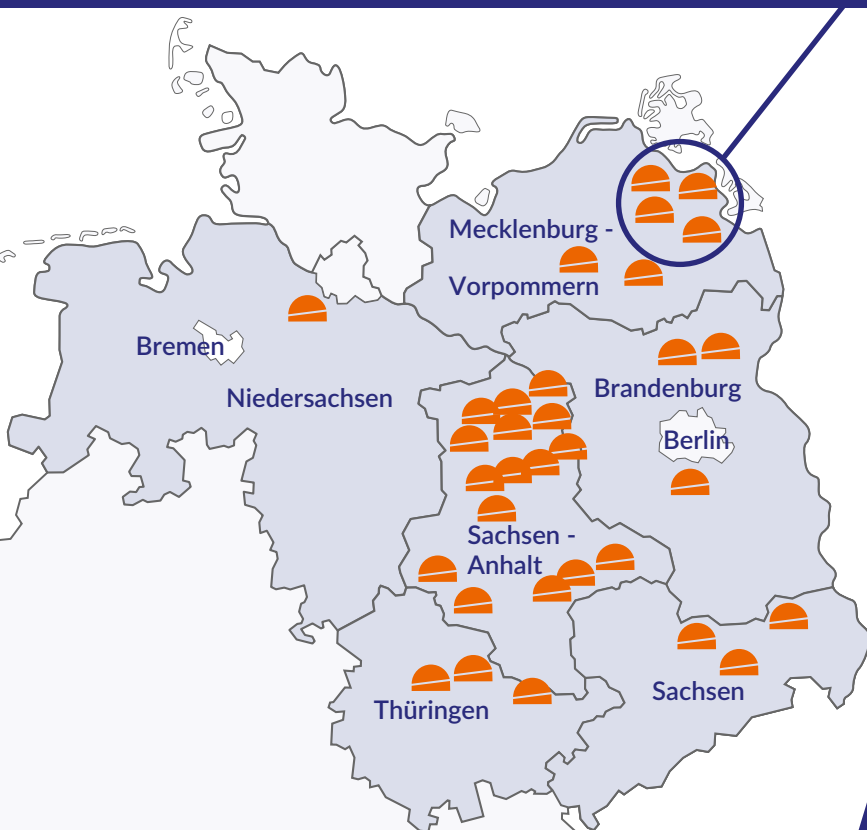 Mecklenburg -
Vorpommern
Bremen
Niedersachsen
Brandenburg
Berlin
Sachsen -
Anhalt
Thüringen
Sachsen